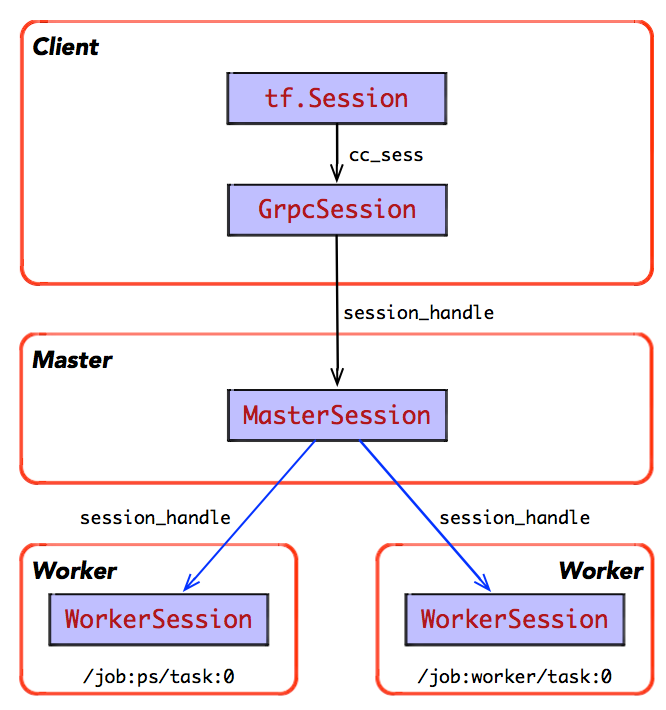 Client
tf.Session
cc_sess
GrpcSession
session_handle
Master
MasterSession
session_handle
session_handle
Worker
Worker
WorkerSession
WorkerSession
/job:ps/task:0
/job:worker/task:0